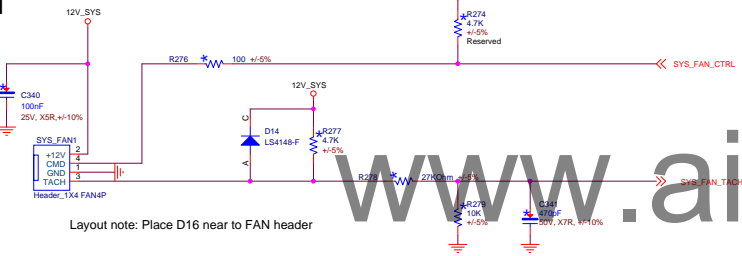 12V_SYS
R274
4.7K
+/-5%
Reserved
R276 100 +/-5%
SYS_FAN_CTRL
C340
100nF
25V, X5R,+/-10%
12V_SYS
D14
LS4148-F
C
A
R277
4.7K
+/-5%
SYS_FAN1
+12V 2
CMD 4
GND 1
TACH 3
Header_1X4 FAN4P
R278 27KOhm +/-5%
SYS_FAN_TACH
R279
10K
+/-5%
C341
470pF
50V, X7R, +/-10%
Layout note: Place D16 near to FAN header
www.ai